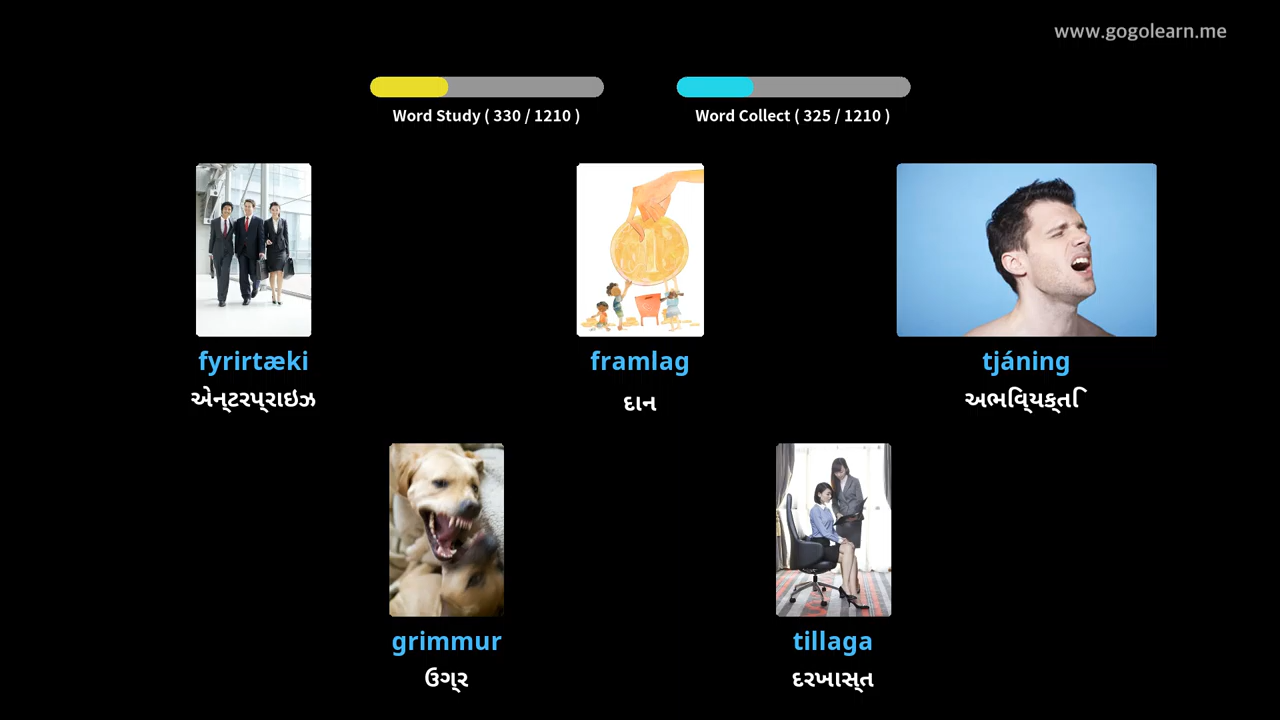 www.gogolearn.me
Word Study ( 330 / 1210 )
Word Collect ( 325 / 1210 )
fyrirtæki
એન્ટરપ્રાઇઝ
framlag
દાન
tjáning
અભિવ્યક્તિ
grimmur
ઉગ્ર
tillaga
દરખાસ્ત